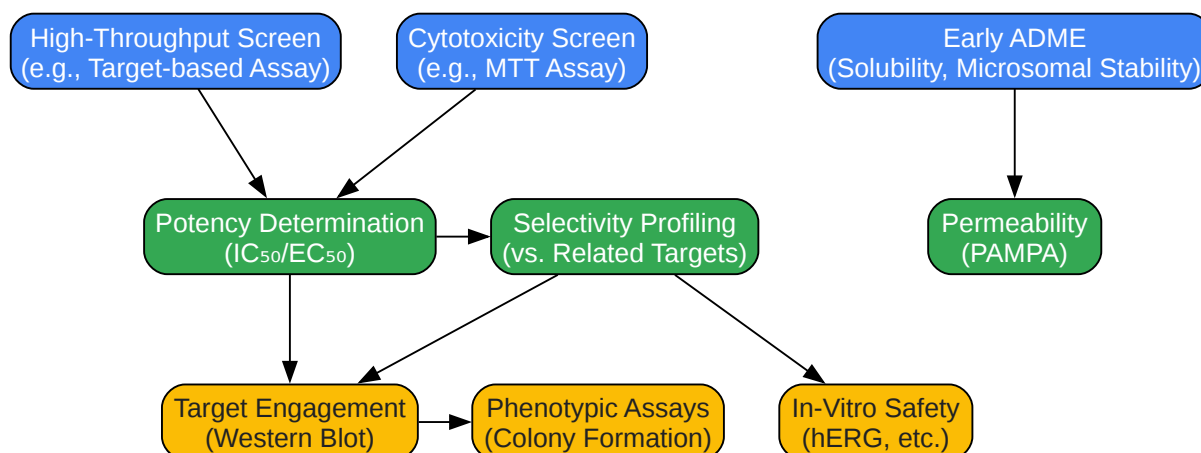 High-Throughput Screen
(e.g., Target-based Assay)
Cytotoxicity Screen
(e.g., MTT Assay)
Early ADME
(Solubility, Microsomal Stability)
Potency Determination
(IC₅₀/EC₅₀)
Selectivity Profiling
(vs. Related Targets)
Permeability
(PAMPA)
Target Engagement
(Western Blot)
Phenotypic Assays
(Colony Formation)
In-Vitro Safety
(hERG, etc.)